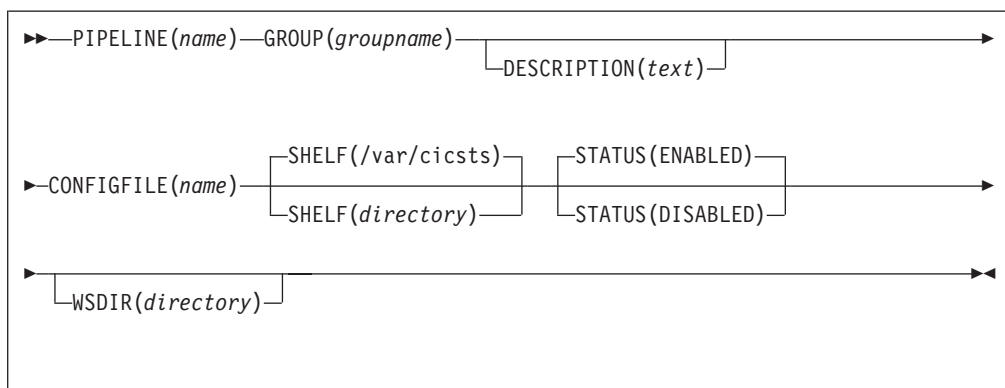 PIPELINE(name) GROUP(groupname)
DESCRIPTION(text)
SHELF(/var/cicsts) STATUS(ENABLED)
CONFIGFILE(name)
SHELF(directory) STATUS(DISABLED)
WSDIR(directory)